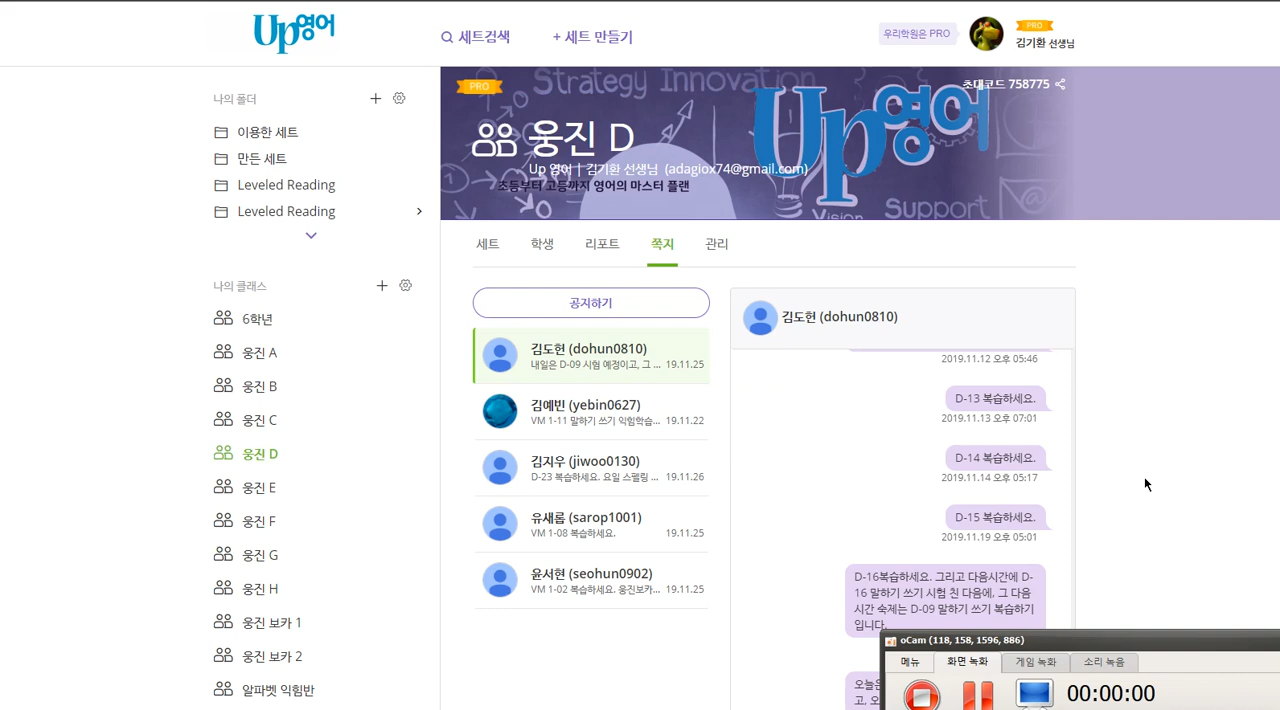 Up영어
세트검색
+ 세트 만들기
우리학원은 PRO
PRO
김기환 선생님
나의 폴더
이용한 세트
만든 세트
Leveled Reading
Leveled Reading
나의 클래스
6학년
웅진 A
웅진 B
웅진 C
웅진 D
웅진 E
웅진 F
웅진 G
웅진 H
웅진 보카 1
웅진 보카 2
알파벳 익힘반
PRO
Strategy Innovation
초대코드 758775
Up영어
웅진 D
Up 영어 | 김기환 선생님 (adagiox74@gmail.com)
초등부터 고등까지 영어의 마스터 플랜
Vision
Support
세트
학생
리포트
쪽지
관리
공지하기
김도헌 (dohun0810)
내일은 D-09 시험 예정이고, 그 ... 19.11.25
김예빈 (yebin0627)
VM 1-11 말하기 쓰기 익힘학습... 19.11.22
김지우 (jiwoo0130)
D-23 복습하세요. 요일 스펠링 ... 19.11.26
유새롬 (sarop1001)
VM 1-08 복습하세요. 19.11.25
윤서현 (seohun0902)
VM 1-02 복습하세요. 웅진보카... 19.11.25
김도헌 (dohun0810)
2019.11.12 오후 05:46
D-13 복습하세요.
2019.11.13 오후 07:01
D-14 복습하세요.
2019.11.14 오후 05:17
D-15 복습하세요.
2019.11.19 오후 05:01
D-16복습하세요. 그리고 다음시간에 D-
16 말하기 쓰기 시험 친 다음에, 그 다음
시간 숙제는 D-09 말하기 쓰기 복습하기
입니다.
오늘은
고, 오
oCam (118, 158, 1596, 886)
메뉴
화면 녹화
게임 녹화
소리 녹음
00:00:00